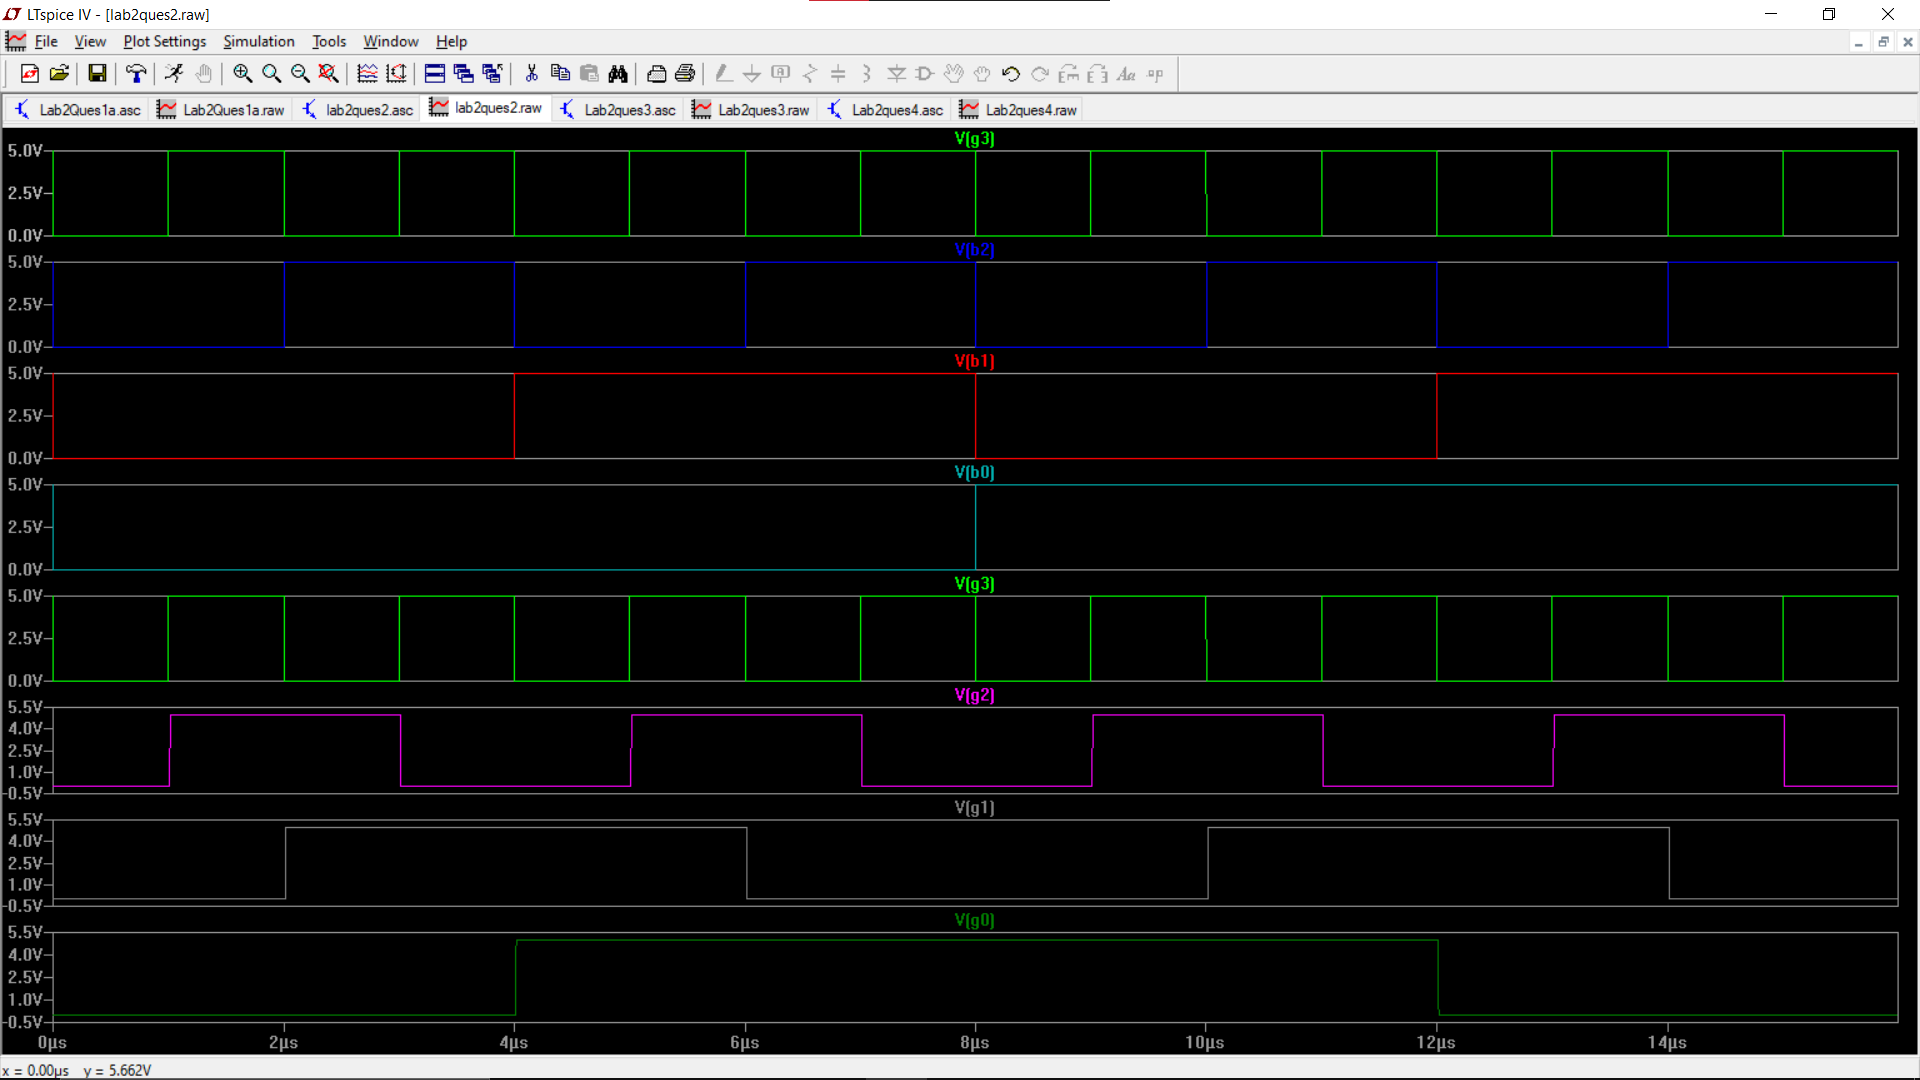 LTspice IV - [lab2ques2.raw]
File View Plot Settings Simulation Tools Window Help
Lab2Ques1a.asc Lab2Ques1a.raw lab2ques2.asc lab2ques2.raw Lab2ques3.asc Lab2ques3.raw Lab2ques4.asc Lab2ques4.raw
V(g3)
5.0V
2.5V
0.0V
V(b2)
5.0V
2.5V
0.0V
V(b1)
5.0V
2.5V
0.0V
V(b0)
5.0V
2.5V
0.0V
V(g3)
5.0V
2.5V
0.0V
V(g2)
5.5V
4.0V
2.5V
1.0V
-0.5V
V(g1)
5.5V
4.0V
2.5V
1.0V
-0.5V
V(g0)
5.5V
4.0V
2.5V
1.0V
-0.5V
0µs 2µs 4µs 6µs 8µs 10µs 12µs 14µs
x = 0.00µs y = 5.662V